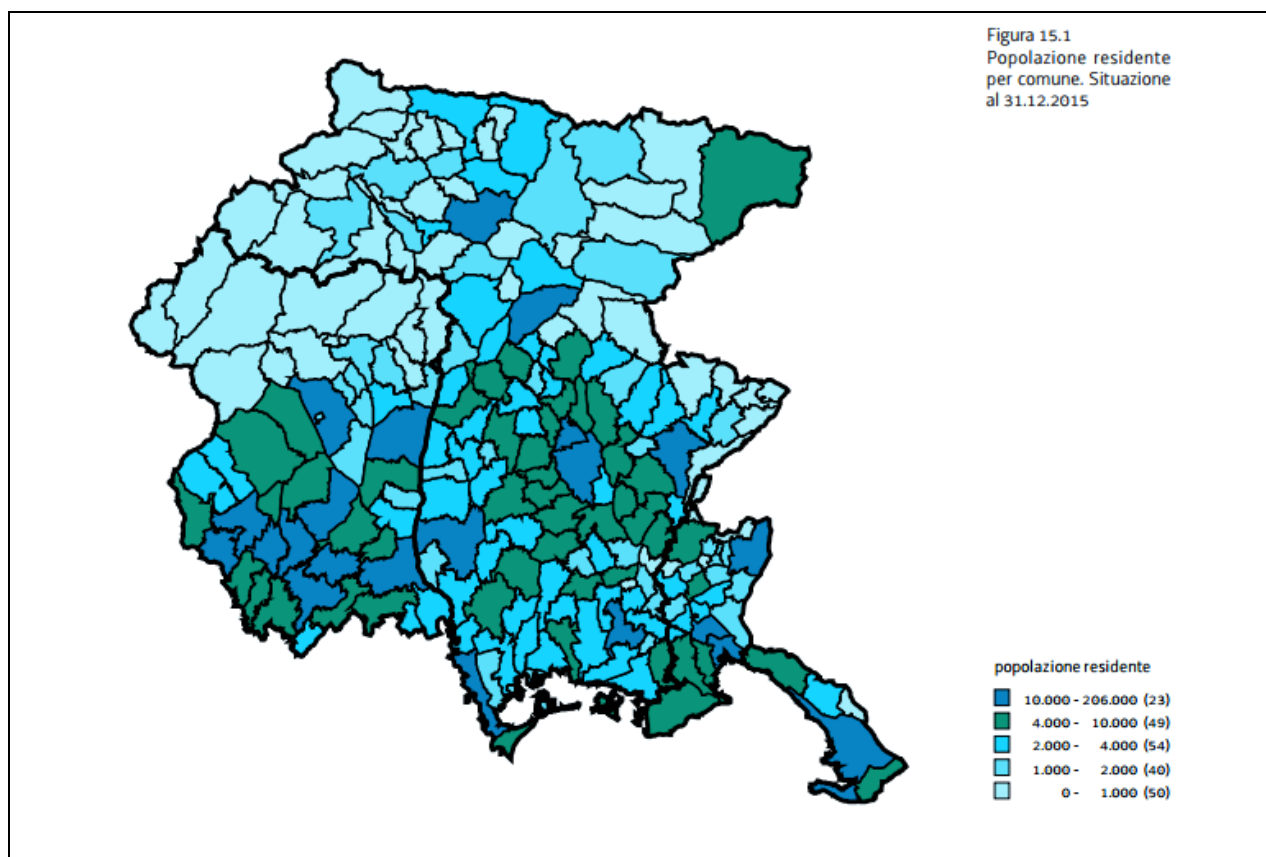 Figura 15.1
Popolazione residente
per comune. Situazione
al 31.12.2015
popolazione residente
10.000 - 206.000 (23)
4.000 - 10.000 (49)
2.000 - 4.000 (54)
1.000 - 2.000 (40)
0 - 1.000 (50)